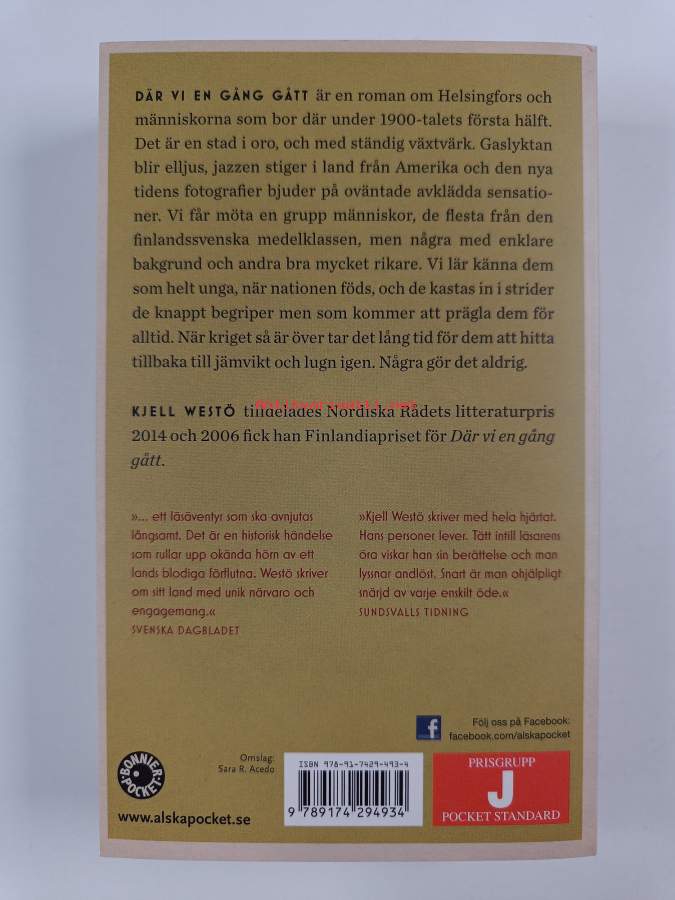 DÄR VI EN GÅNG GÅTT är en roman om Helsingfors och
människorna som bor där under 1900-talets första hälft.
Det är en stad i oro, och med ständig växtvärk. Gaslyktan
blir elljus, jazzen stiger i land från Amerika och den nya
tidens fotografier bjuder på oväntade avklädda sensatio-
ner. Vi får möta en grupp människor, de flesta från den
finlandssvenska medelklassen, men några med enklare
bakgrund och andra bra mycket rikare. Vi lär känna dem
som helt unga, när nationen föds, och de kastas in i strider
de knappt begriper men som kommer att prägla dem för
alltid. När kriget så är över tar det lång tid för dem att hitta
tillbaka till jämvikt och lugn igen. Några gör det aldrig.
KJELL WESTÖ tilldelades Nordiska Rådets litteraturpris
2014 och 2006 fick han Finlandiapriset för Där vi en gång
gått.
»... ett läsäventyr som ska avnjutas
långsamt. Det är en historisk händelse
som rullar upp okända hörn av ett
lands blodiga förflutna. Westö skriver
om sitt land med unik närvaro och
engagemang.«
SVENSKA DAGBLADET
»Kjell Westö skriver med hela hjärtat.
Hans personer lever. Tätt intill läsarens
öra viskar han sin berättelse och man
lyssnar andlöst. Snart är man ohjälpligt
snärjd av varje enskilt öde.«
SUNDSVALLS TIDNING
Följ oss på Facebook:
facebook.com/alskapocket
BONNIER POCKET
www.alskapocket.se
Omslag:
Sara R. Acedo
ISBN 978-91-7429-493-4
9 789174 294934
PRISGRUPP
J
POCKET STANDARD